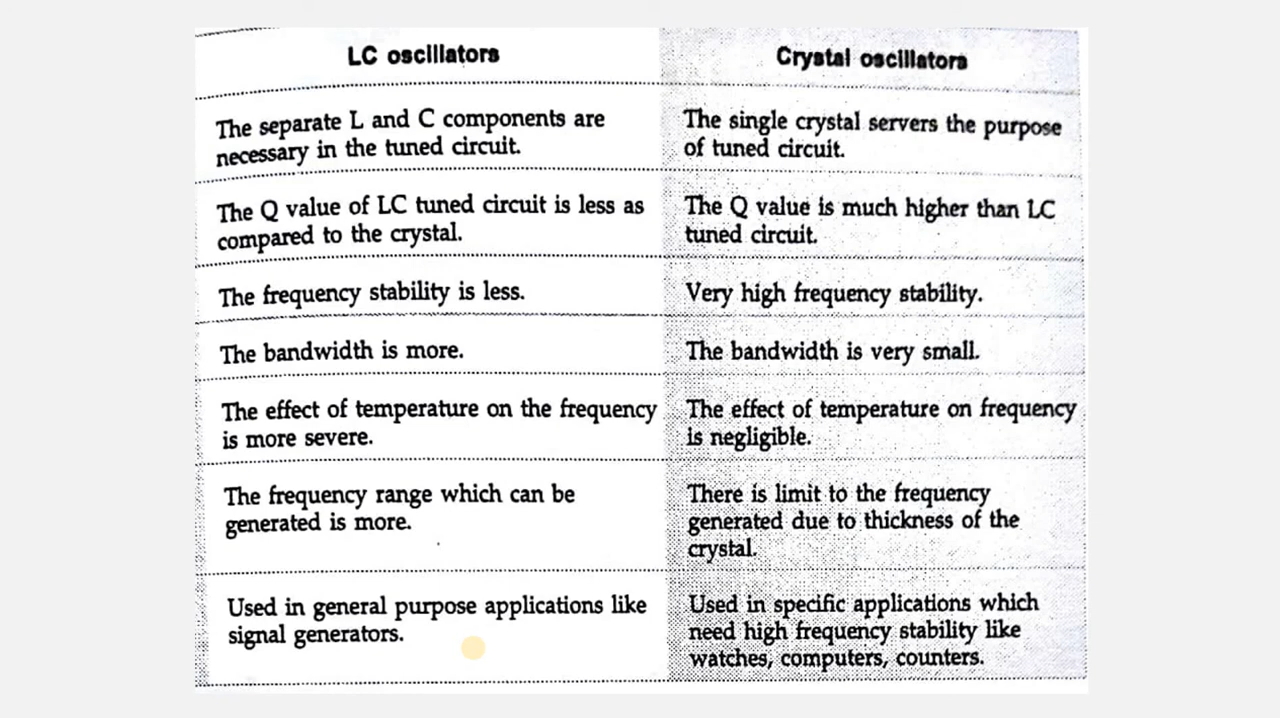 LC oscillators
Crystal oscillators
The separate L and C components are
necessary in the tuned circuit.
The single crystal servers the purpose
of tuned circuit.
The Q value of LC tuned circuit is less as
compared to the crystal.
The Q value is much higher than LC
tuned circuit.
The frequency stability is less.
Very high frequency stability.
The bandwidth is more.
The bandwidth is very small.
The effect of temperature on the frequency
is more severe.
The effect of temperature on frequency
is negligible.
The frequency range which can be
generated is more.
There is limit to the frequency
generated due to thickness of the
crystal.
Used in general purpose applications like
signal generators.
Used in specific applications which
need high frequency stability like
watches, computers, counters.